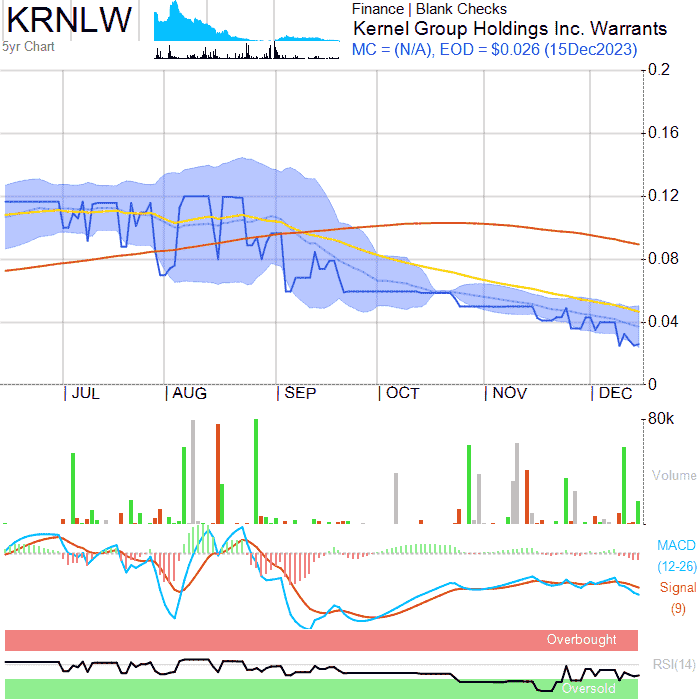 KRNLW
5yr Chart
Finance | Blank Checks
Kernel Group Holdings Inc. Warrants
MC = (N/A), EOD = $0.026 (15Dec2023)
0.2
0.16
0.12
0.08
0.04
0
JUL AUG SEP OCT NOV DEC
80k
Volume
MACD
(12-26)
Signal
(9)
Overbought
RSI(14)
Oversold